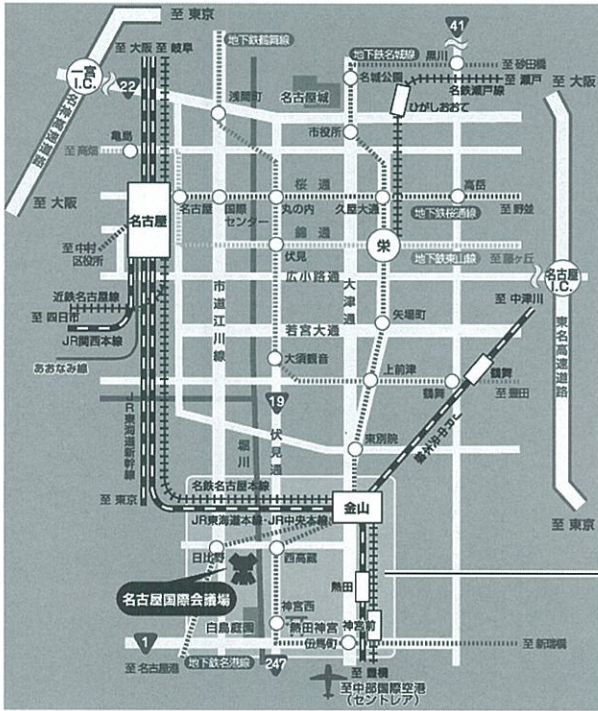 至 東京
一宮
I.C.
至 大阪
至 岐阜
22
地下鉄鶴舞線
41
地下鉄名城線
黒川
至 砂田橋
名城公園
至 瀬戸
名鉄瀬戸線
至 大阪
浅間町
名古屋城
ひがしおおて
亀島
市役所
至 高畑
至 大阪
桜通
高岳
名古屋
名古屋
国際
センター
丸の内
久屋大通
至 野並
地下鉄桜通線
錦通
至 中村
区役所
伏見
栄
地下鉄東山線
至 藤ヶ丘
名古屋
I.C.
広小路通
近鉄名古屋線
至 四日市
JR関西本線
市道江川線
大津通
至 中津川
矢場町
若宮大通
東名高速道路
あおなみ線
大須観音
上前津
鶴舞
鶴舞
至 豊田
JR東海道新幹線
19
伏見通
堀川
東別院
JR中央本線
名鉄名古屋本線
至 東京
金山
JR東海道本線・JR中央本線
至 東京
日比野
西高蔵
名古屋国際会議場
熱田
神宮西
白鳥庭園
熱田神宮
神宮前
伝馬町
1
至 新瑞橋
至 名古屋港
地下鉄名港線
247
至 豊橋
至中部国際空港
(セントレア)